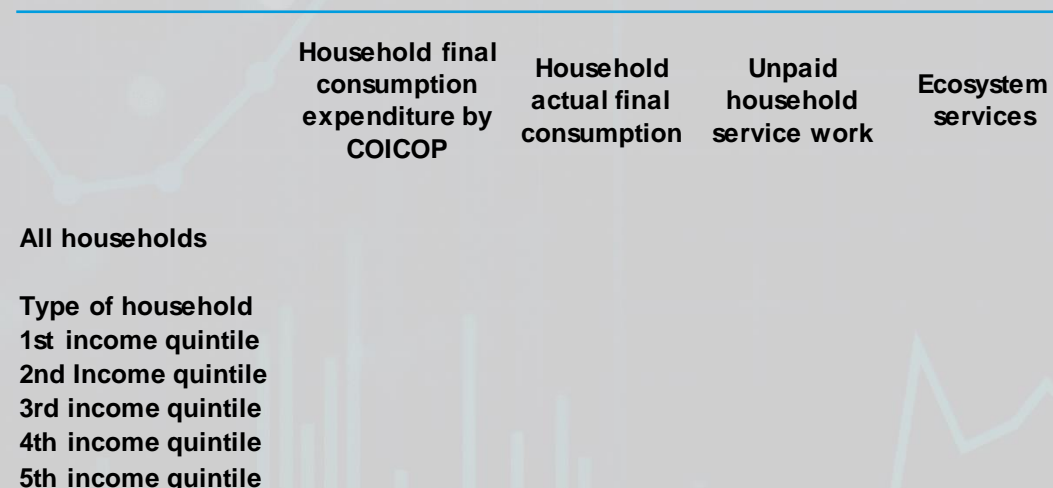 Household final
consumption
expenditure by
COICOP
Household
actual final
consumption
Unpaid
household
service work
Ecosystem
services
All households
Type of household
1st income quintile
2nd Income quintile
3rd income quintile
4th income quintile
5th income quintile